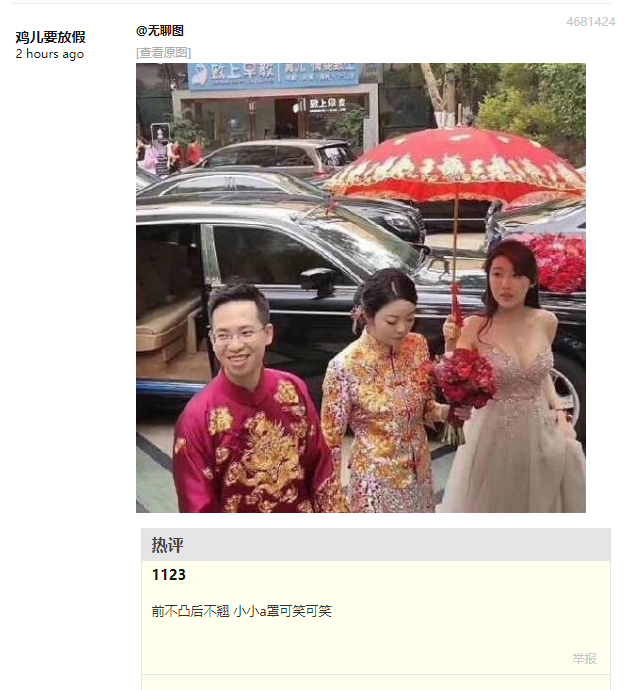 4681424
鸡儿要放假
2 hours ago
@无聊图
[查看原图]
致上早教
致上早教
热评
1123
前不凸后不翘 小小a罩可笑可笑
举报